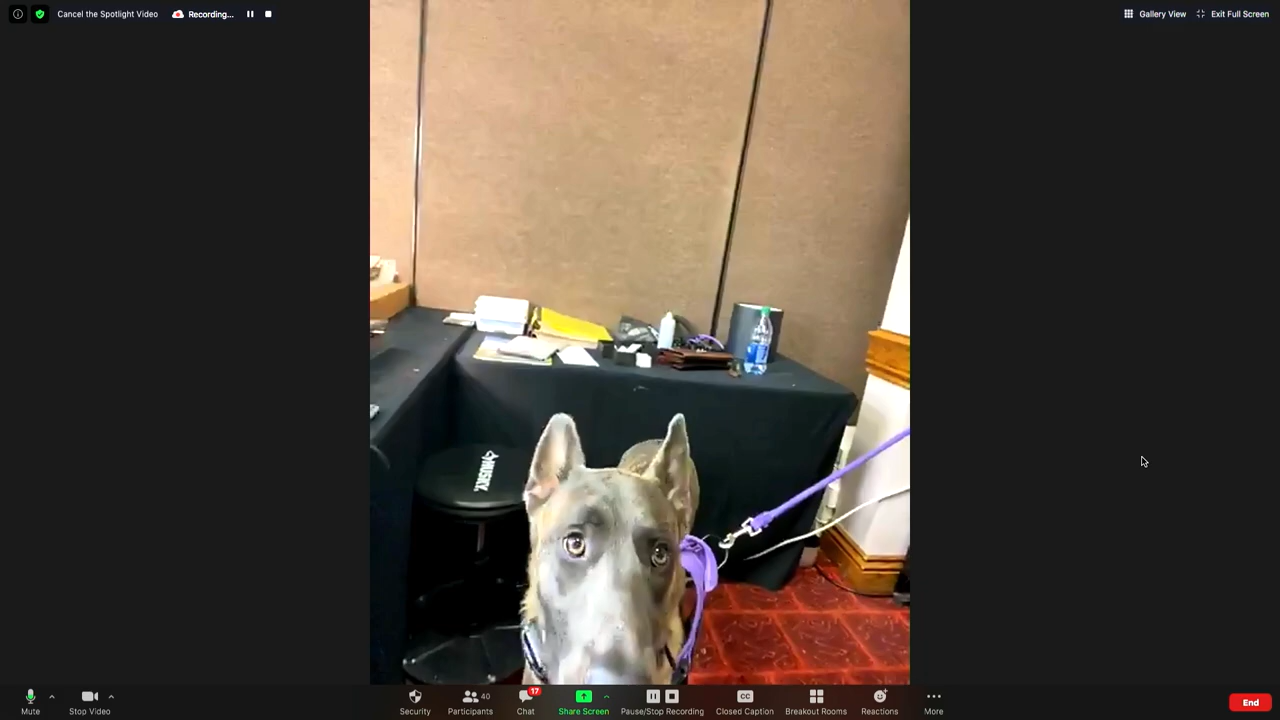 Cancel the Spotlight Video
Recording...
Gallery View
Exit Full Screen
HUSKY
40
17
CC
Mute
Stop Video
Security
Participants
Chat
Share Screen
Pause/Stop Recording
Closed Caption
Breakout Rooms
Reactions
More
End